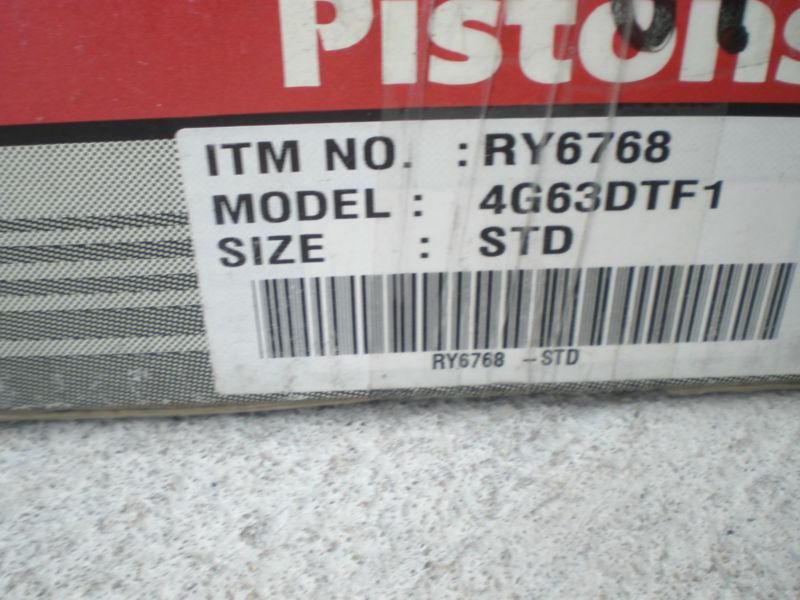 Pistons
ITM NO. : RY6768
MODEL : 4G63DTF1
SIZE : STD
RY6768 -STD